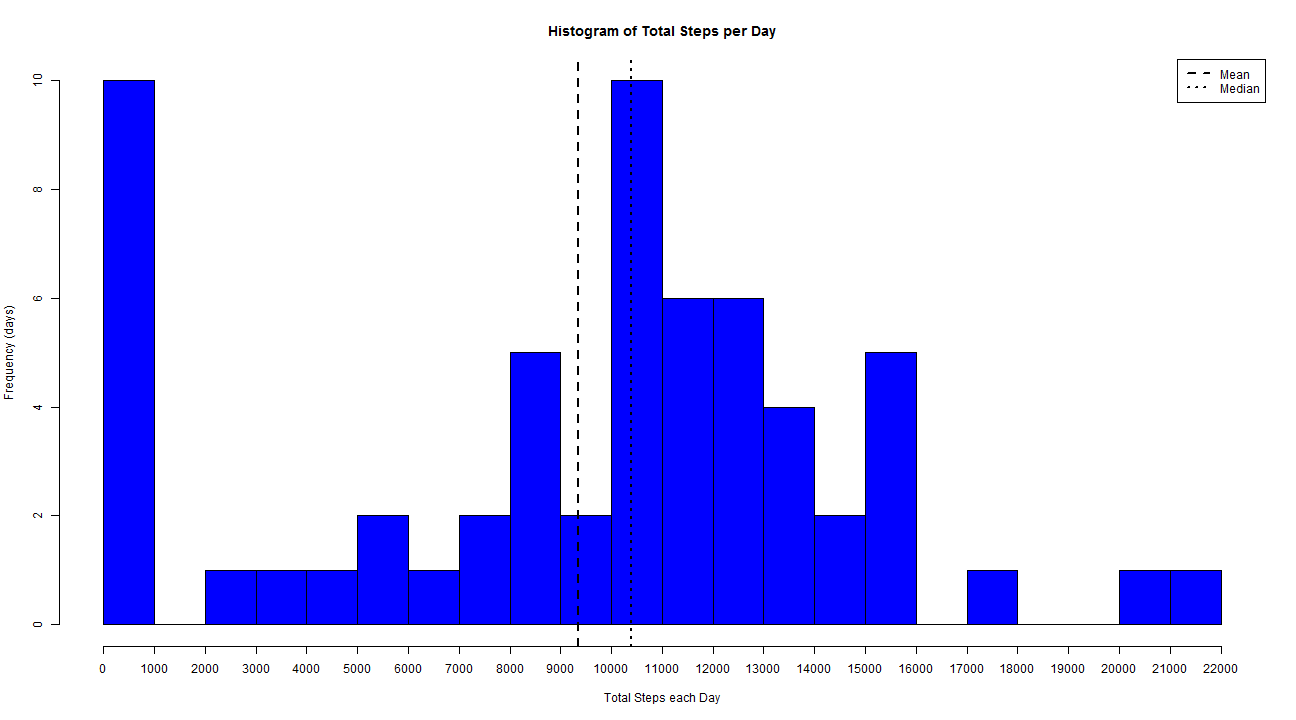 Histogram of Total Steps per Day
Mean
Median
Frequency (days)
10
8
6
4
2
0
0 1000 2000 3000 4000 5000 6000 7000 8000 9000 10000 11000 12000 13000 14000 15000 16000 17000 18000 19000 20000 21000 22000
Total Steps each Day